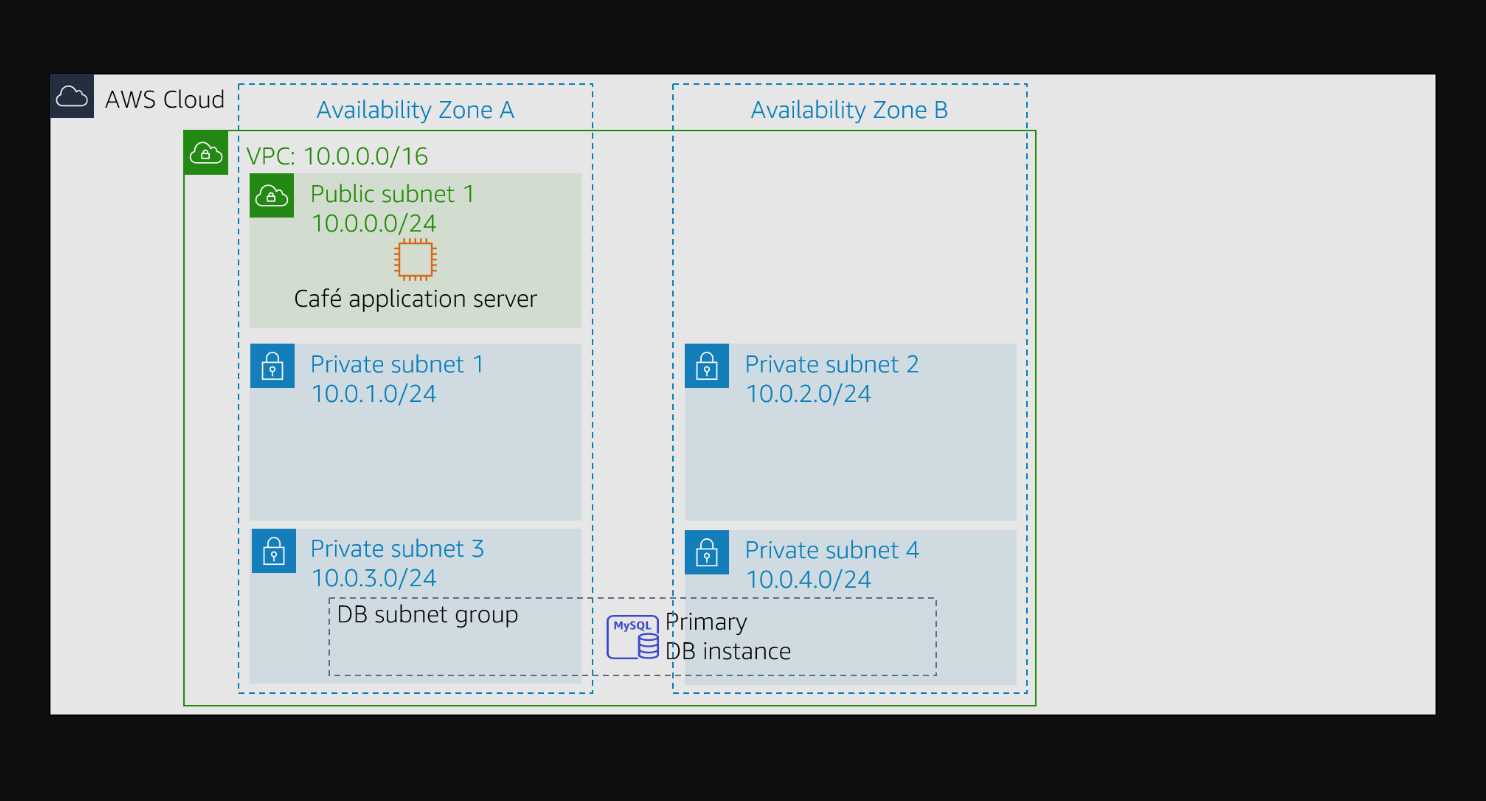 AWS Cloud
Availability Zone A
Availability Zone B
VPC: 10.0.0.0/16
Public subnet 1
10.0.0.0/24
Café application server
Private subnet 1
10.0.1.0/24
Private subnet 2
10.0.2.0/24
Private subnet 3
10.0.3.0/24
Private subnet 4
10.0.4.0/24
DB subnet group
MySQL
Primary
DB instance